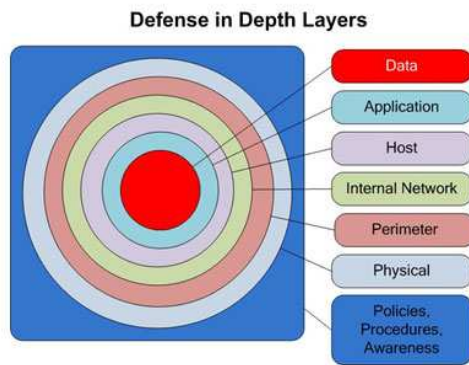 Defense in Depth Layers
Data
Application
Host
Internal Network
Perimeter
Physical
Policies,
Procedures,
Awareness